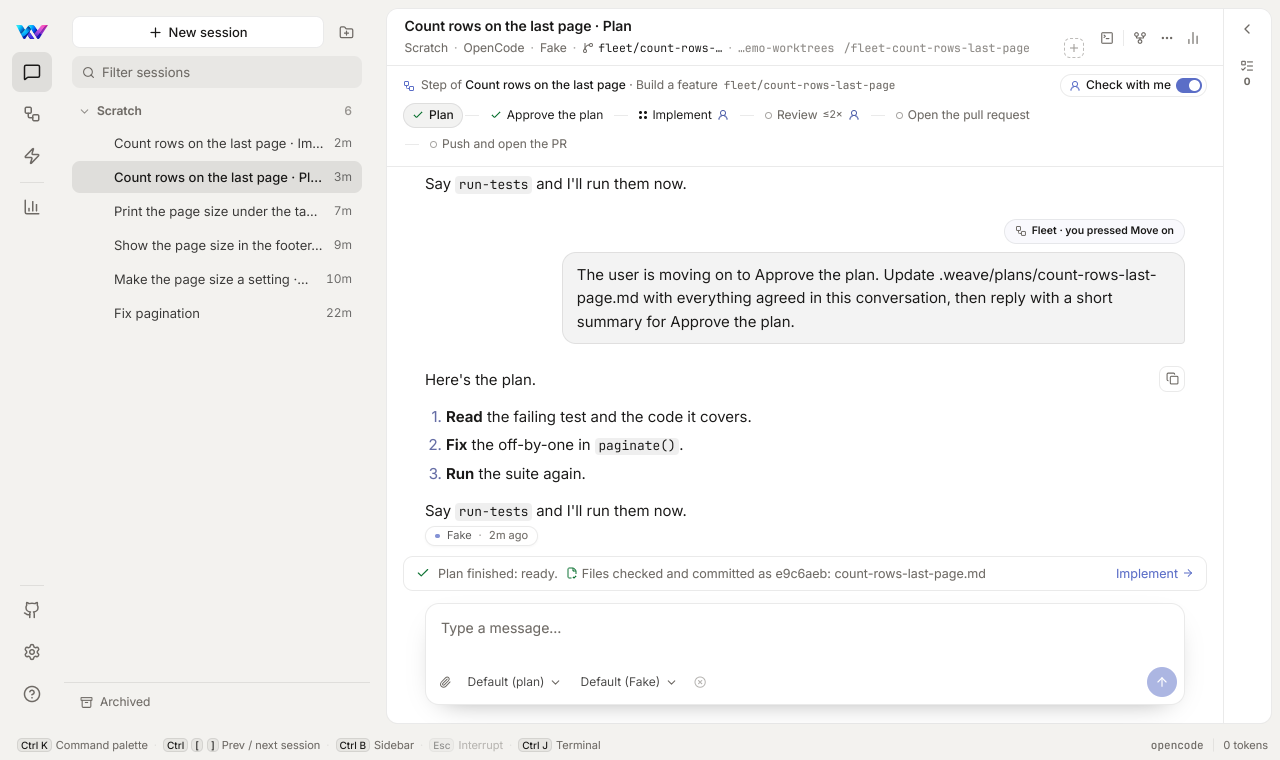 New session
Filter sessions
Scratch 6
Count rows on the last page · Im... 2m
Count rows on the last page · Pl... 3m
Print the page size under the ta... 7m
Show the page size in the footer... 9m
Make the page size a setting ·... 10m
Fix pagination 22m
Archived
Count rows on the last page · Plan
Scratch · OpenCode · Fake · fleet/count-rows-… · …emo-worktrees /fleet-count-rows-last-page
Step of Count rows on the last page · Build a feature fleet/count-rows-last-page
Check with me
Plan Approve the plan Implement Review ≤2× Open the pull request
Push and open the PR
0
Say run-tests and I'll run them now.
Fleet · you pressed Move on
The user is moving on to Approve the plan. Update .weave/plans/count-rows-last-
page.md with everything agreed in this conversation, then reply with a short
summary for Approve the plan.
Here's the plan.
1. Read the failing test and the code it covers.
2. Fix the off-by-one in paginate().
3. Run the suite again.
Say run-tests and I'll run them now.
Fake · 2m ago
Plan finished: ready. Files checked and committed as e9c6aeb: count-rows-last-page.md Implement →
Type a message...
Default (plan) Default (Fake)
Ctrl K Command palette · Ctrl [ ] Prev / next session · Ctrl B Sidebar · Esc Interrupt · Ctrl J Terminal
opencode 0 tokens